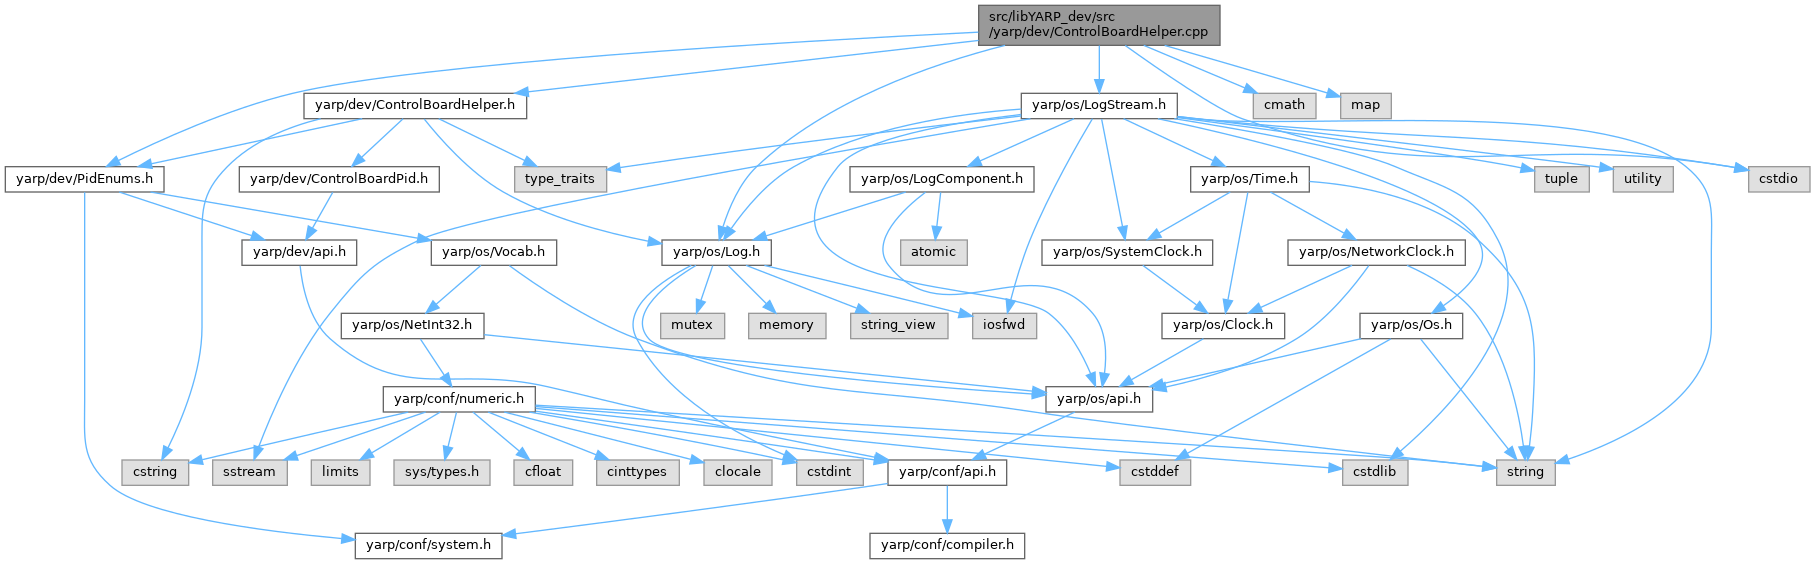 src/libYARP_dev/src
/yarp/dev/ControlBoardHelper.cpp
yarp/dev/ControlBoardHelper.h
yarp/os/LogStream.h
cmath
map
yarp/dev/PidEnums.h
yarp/dev/ControlBoardPid.h
type_traits
yarp/os/LogComponent.h
yarp/os/Time.h
tuple
utility
cstdio
yarp/dev/api.h
yarp/os/Vocab.h
yarp/os/Log.h
atomic
yarp/os/SystemClock.h
yarp/os/NetworkClock.h
yarp/os/NetInt32.h
mutex
memory
string_view
iosfwd
yarp/os/Clock.h
yarp/os/Os.h
yarp/conf/numeric.h
yarp/os/api.h
cstring
sstream
limits
sys/types.h
cfloat
cinttypes
clocale
cstdint
yarp/conf/api.h
cstddef
cstdlib
string
yarp/conf/system.h
yarp/conf/compiler.h